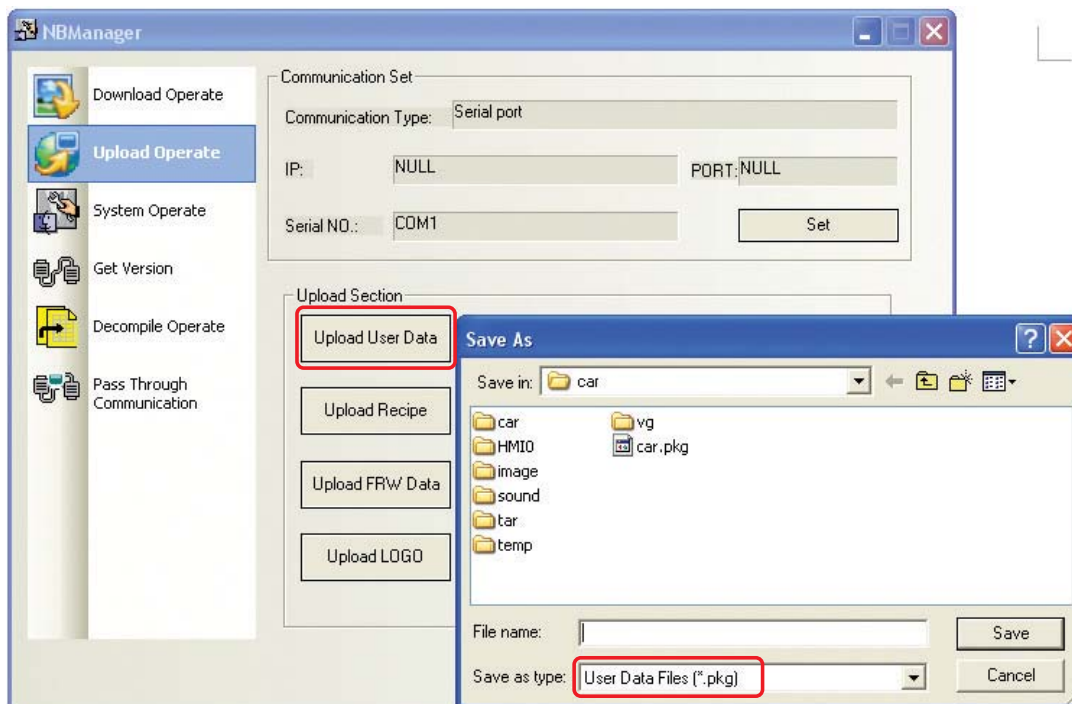 NBManager
Download Operate
Upload Operate
System Operate
Get Version
Decompile Operate
Pass Through
Communication
Communication Set
Communication Type: Serial port
IP: NULL PORT: NULL
Serial NO.: COM1 Set
Upload Section
Upload User Data
Upload Recipe
Upload FRW Data
Upload LOGO
Save As
Save in: car
car vg
HMI0 car.pkg
image
sound
tar
temp
File name: Save
Save as type: User Data Files (*.pkg) Cancel